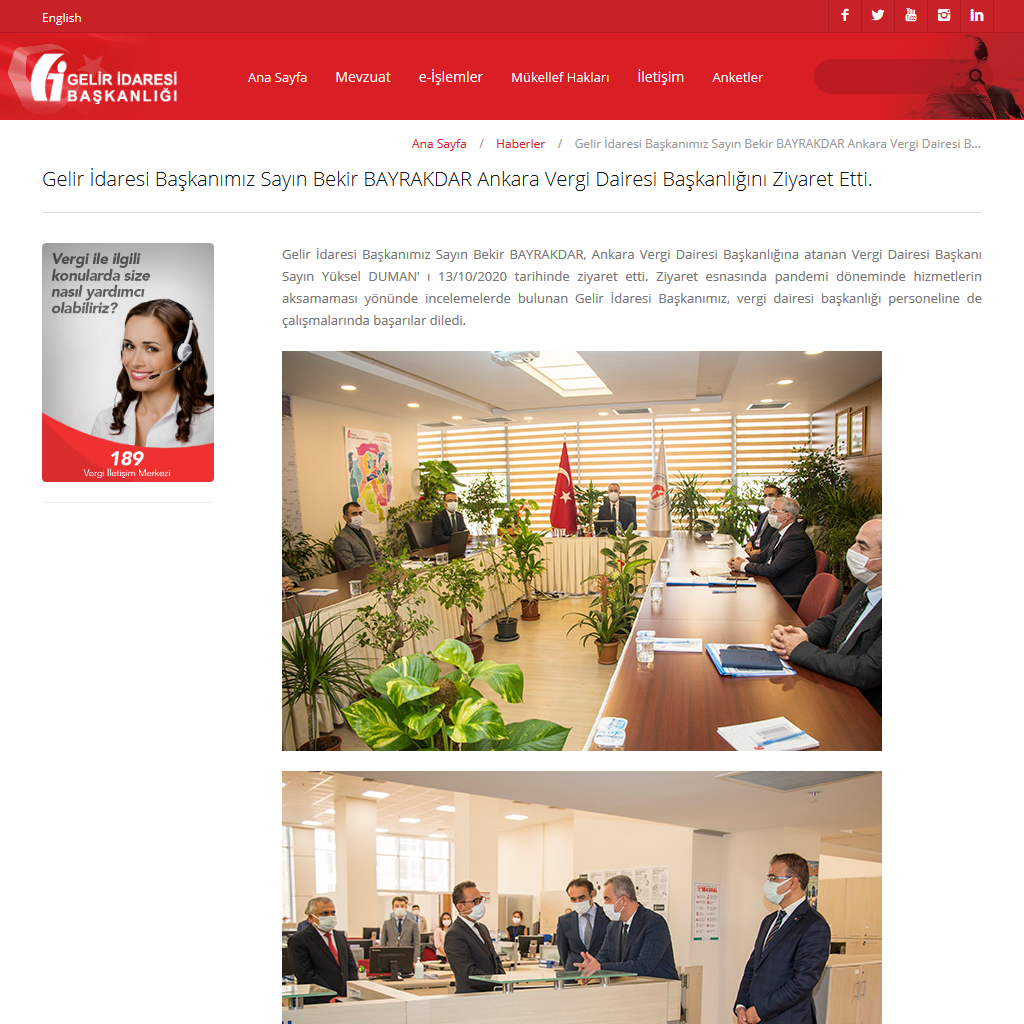 English
GELİR İDARESİ
BAŞKANLIĞI
Ana Sayfa
Mevzuat
e-İşlemler
Mükellef Hakları
İletişim
Anketler
Ana Sayfa / Haberler / Gelir İdaresi Başkanımız Sayın Bekir BAYRAKDAR Ankara Vergi Dairesi B...
Gelir İdaresi Başkanımız Sayın Bekir BAYRAKDAR Ankara Vergi Dairesi Başkanlığını Ziyaret Etti.
Vergi ile ilgili
konularda size
nasıl yardımcı
olabiliriz?
189
Vergi İletişim Merkezi
Gelir İdaresi Başkanımız Sayın Bekir BAYRAKDAR, Ankara Vergi Dairesi Başkanlığına atanan Vergi Dairesi Başkanı
Sayın Yüksel DUMAN’ ı 13/10/2020 tarihinde ziyaret etti. Ziyaret esnasında pandemi döneminde hizmetlerin
aksamaması yönünde incelemelerde bulunan Gelir İdaresi Başkanımız, vergi dairesi başkanlığı personeline de
çalışmalarında başarılar diledi.